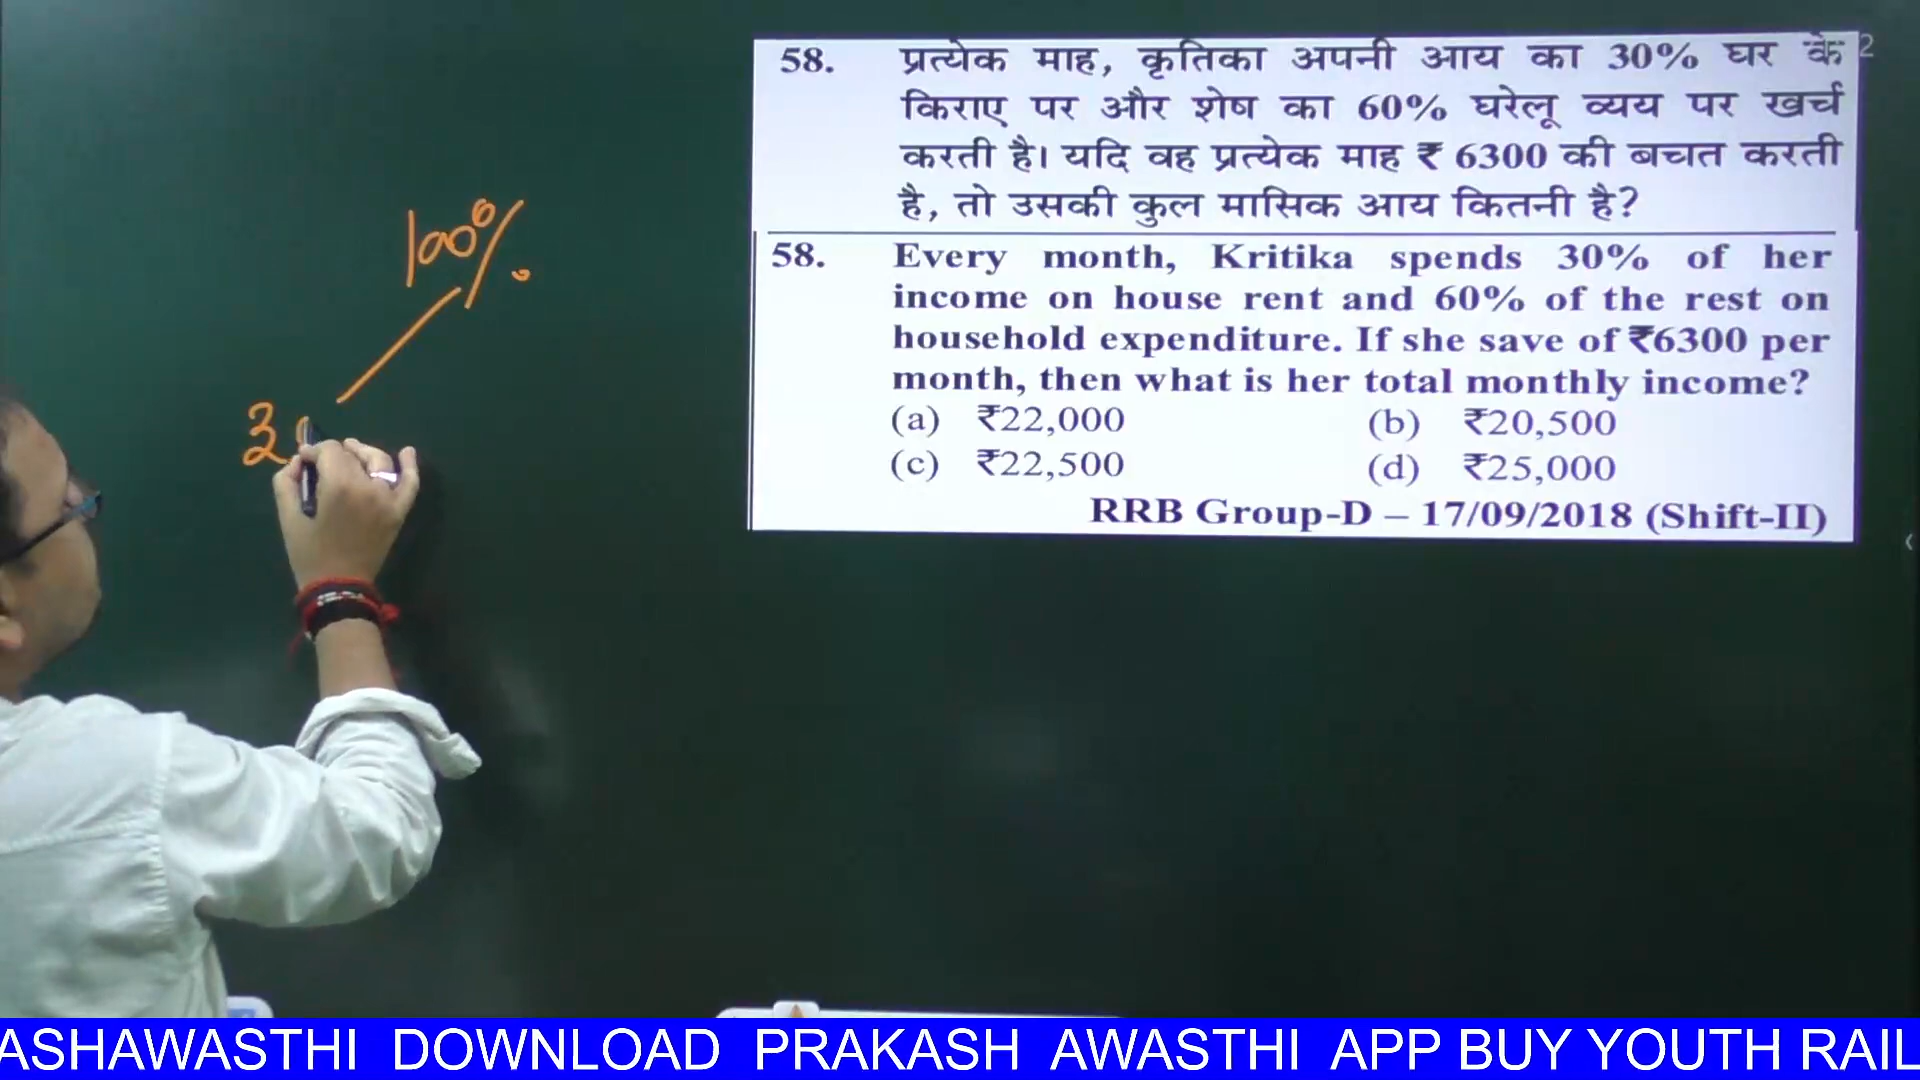 58. प्रत्येक माह, कृतिका अपनी आय का 30% घर के
किराए पर और शेष का 60% घरेलू व्यय पर खर्च
करती है। यदि वह प्रत्येक माह ₹ 6300 की बचत करती
है, तो उसकी कुल मासिक आय कितनी है?
58. Every month, Kritika spends 30% of her
income on house rent and 60% of the rest on
household expenditure. If she save of ₹6300 per
month, then what is her total monthly income?
(a) ₹22,000 (b) ₹20,500
(c) ₹22,500 (d) ₹25,000
RRB Group-D – 17/09/2018 (Shift-II)
100%
ASHAWASTHI DOWNLOAD PRAKASH AWASTHI APP BUY YOUTH RAIL